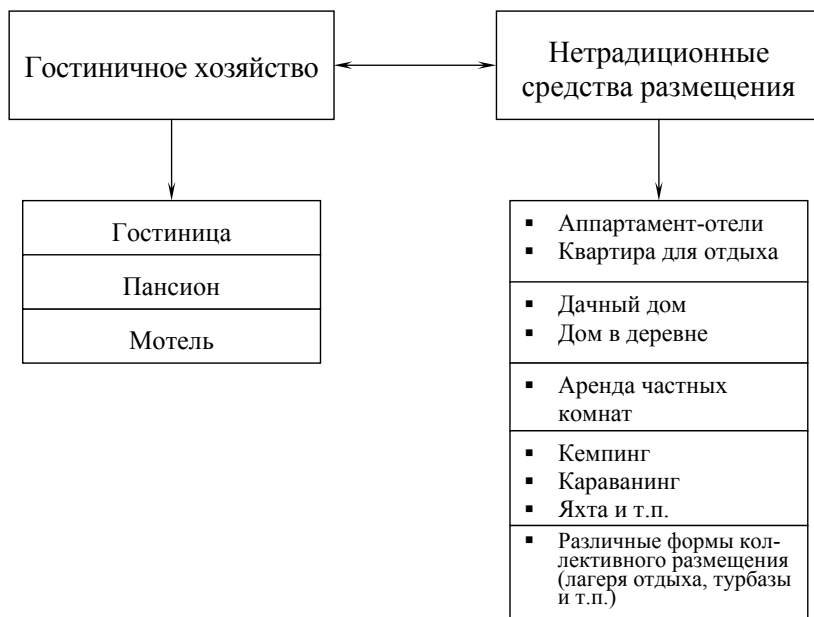 Гостиничное хозяйство
Нетрадиционные
средства размещения
Гостиница
Пансион
Мотель
▪ Аппартамент-отели
▪ Квартира для отдыха
▪ Дачный дом
▪ Дом в деревне
▪ Аренда частных
комнат
▪ Кемпинг
▪ Караванинг
▪ Яхта и т.п.
▪ Различные формы кол-
лективного размещения
(лагеря отдыха, турбазы
и т.п.)